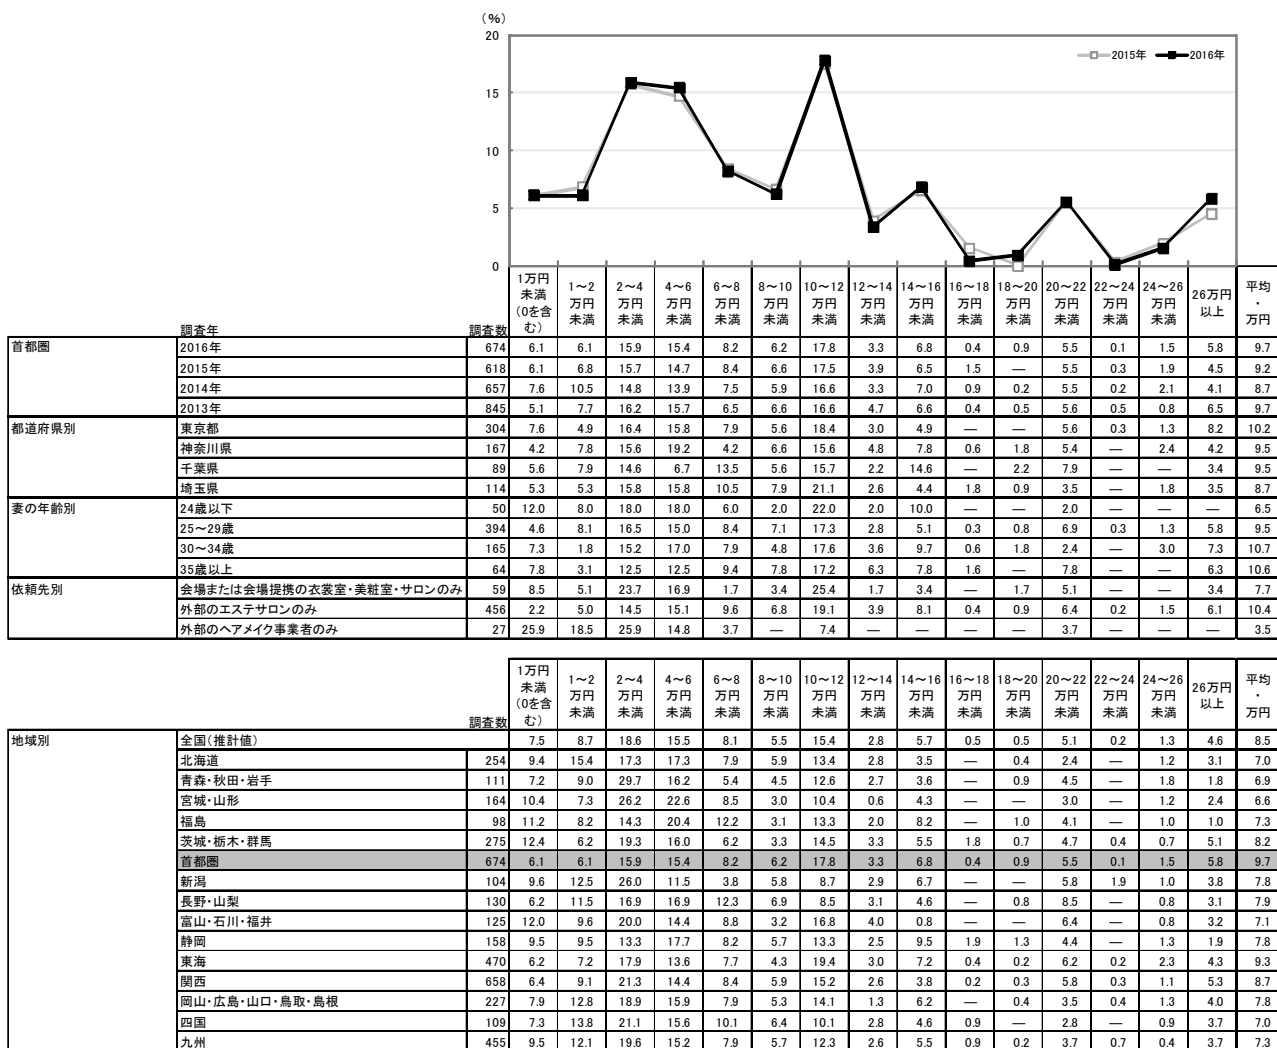 （%）
20
15
10
5
0
2015年 2016年
調査年 調査数 1万円未満（0を含む） 1～2万円未満 2～4万円未満 4～6万円未満 6～8万円未満 8～10万円未満 10～12万円未満 12～14万円未満 14～16万円未満 16～18万円未満 18～20万円未満 20～22万円未満 22～24万円未満 24～26万円未満 26万円以上 平均・万円
首都圏 2016年 674 6.1 6.1 15.9 15.4 8.2 6.2 17.8 3.3 6.8 0.4 0.9 5.5 0.1 1.5 5.8 9.7
2015年 618 6.1 6.8 15.7 14.7 8.4 6.6 17.5 3.9 6.5 1.5 — 5.5 0.3 1.9 4.5 9.2
2014年 657 7.6 10.5 14.8 13.9 7.5 5.9 16.6 3.3 7.0 0.9 0.2 5.5 0.2 2.1 4.1 8.7
2013年 845 5.1 7.7 16.2 15.7 6.5 6.6 16.6 4.7 6.6 0.4 0.5 5.6 0.5 0.8 6.5 9.7
都道府県別 東京都 304 7.6 4.9 16.4 15.8 7.9 5.6 18.4 3.0 4.9 — — 5.6 0.3 1.3 8.2 10.2
神奈川県 167 4.2 7.8 15.6 19.2 4.2 6.6 15.6 4.8 7.8 0.6 1.8 5.4 — 2.4 4.2 9.5
千葉県 89 5.6 7.9 14.6 6.7 13.5 5.6 15.7 2.2 14.6 — 2.2 7.9 — — 3.4 9.5
埼玉県 114 5.3 5.3 15.8 15.8 10.5 7.9 21.1 2.6 4.4 1.8 0.9 3.5 — 1.8 3.5 8.7
妻の年齢別 24歳以下 50 12.0 8.0 18.0 18.0 6.0 2.0 22.0 2.0 10.0 — — 2.0 — — — 6.5
25～29歳 394 4.6 8.1 16.5 15.0 8.4 7.1 17.3 2.8 5.1 0.3 0.8 6.9 0.3 1.3 5.8 9.5
30～34歳 165 7.3 1.8 15.2 17.0 7.9 4.8 17.6 3.6 9.7 0.6 1.8 2.4 — 3.0 7.3 10.7
35歳以上 64 7.8 3.1 12.5 12.5 9.4 7.8 17.2 6.3 7.8 1.6 — 7.8 — — 6.3 10.6
依頼先別 会場または会場提携の衣裳室・美粧室・サロンのみ 59 8.5 5.1 23.7 16.9 1.7 3.4 25.4 1.7 3.4 — 1.7 5.1 — — 3.4 7.7
外部のエステサロンのみ 456 2.2 5.0 14.5 15.1 9.6 6.8 19.1 3.9 8.1 0.4 0.9 6.4 0.2 1.5 6.1 10.4
外部のヘアメイク事業者のみ 27 25.9 18.5 25.9 14.8 3.7 — 7.4 — — — — 3.7 — — — 3.5
調査数 1万円未満（0を含む） 1～2万円未満 2～4万円未満 4～6万円未満 6～8万円未満 8～10万円未満 10～12万円未満 12～14万円未満 14～16万円未満 16～18万円未満 18～20万円未満 20～22万円未満 22～24万円未満 24～26万円未満 26万円以上 平均・万円
地域別 全国（推計値） 7.5 8.7 18.6 15.5 8.1 5.5 15.4 2.8 5.7 0.5 0.5 5.1 0.2 1.3 4.6 8.5
北海道 254 9.4 15.4 17.3 17.3 7.9 5.9 13.4 2.8 3.5 — 0.4 2.4 — 1.2 3.1 7.0
青森・秋田・岩手 111 7.2 9.0 29.7 16.2 5.4 4.5 12.6 2.7 3.6 — 0.9 4.5 — 1.8 1.8 6.9
宮城・山形 164 10.4 7.3 26.2 22.6 8.5 3.0 10.4 0.6 4.3 — — 3.0 — 1.2 2.4 6.6
福島 98 11.2 8.2 14.3 20.4 12.2 3.1 13.3 2.0 8.2 — 1.0 4.1 — 1.0 1.0 7.3
茨城・栃木・群馬 275 12.4 6.2 19.3 16.0 6.2 3.3 14.5 3.3 5.5 1.8 0.7 4.7 0.4 0.7 5.1 8.2
首都圏 674 6.1 6.1 15.9 15.4 8.2 6.2 17.8 3.3 6.8 0.4 0.9 5.5 0.1 1.5 5.8 9.7
新潟 104 9.6 12.5 26.0 11.5 3.8 5.8 8.7 2.9 6.7 — — 5.8 1.9 1.0 3.8 7.8
長野・山梨 130 6.2 11.5 16.9 16.9 12.3 6.9 8.5 3.1 4.6 — 0.8 8.5 — 0.8 3.1 7.9
富山・石川・福井 125 12.0 9.6 20.0 14.4 8.8 3.2 16.8 4.0 0.8 — — 6.4 — 0.8 3.2 7.1
静岡 158 9.5 9.5 13.3 17.7 8.2 5.7 13.3 2.5 9.5 1.9 1.3 4.4 — 1.3 1.9 7.8
東海 470 6.2 7.2 17.9 13.6 7.7 4.3 19.4 3.0 7.2 0.4 0.2 6.2 0.2 2.3 4.3 9.3
関西 658 6.4 9.1 21.3 14.4 8.4 5.9 15.2 2.6 3.8 0.2 0.3 5.8 0.3 1.1 5.3 8.7
岡山・広島・山口・鳥取・島根 227 7.9 12.8 18.9 15.9 7.9 5.3 14.1 1.3 6.2 — 0.4 3.5 0.4 1.3 4.0 7.8
四国 109 7.3 13.8 21.1 15.6 10.1 6.4 10.1 2.8 4.6 0.9 — 2.8 — 0.9 3.7 7.0
九州 455 9.5 12.1 19.6 15.2 7.9 5.7 12.3 2.6 5.5 0.9 0.2 3.7 0.7 0.4 3.7 7.3